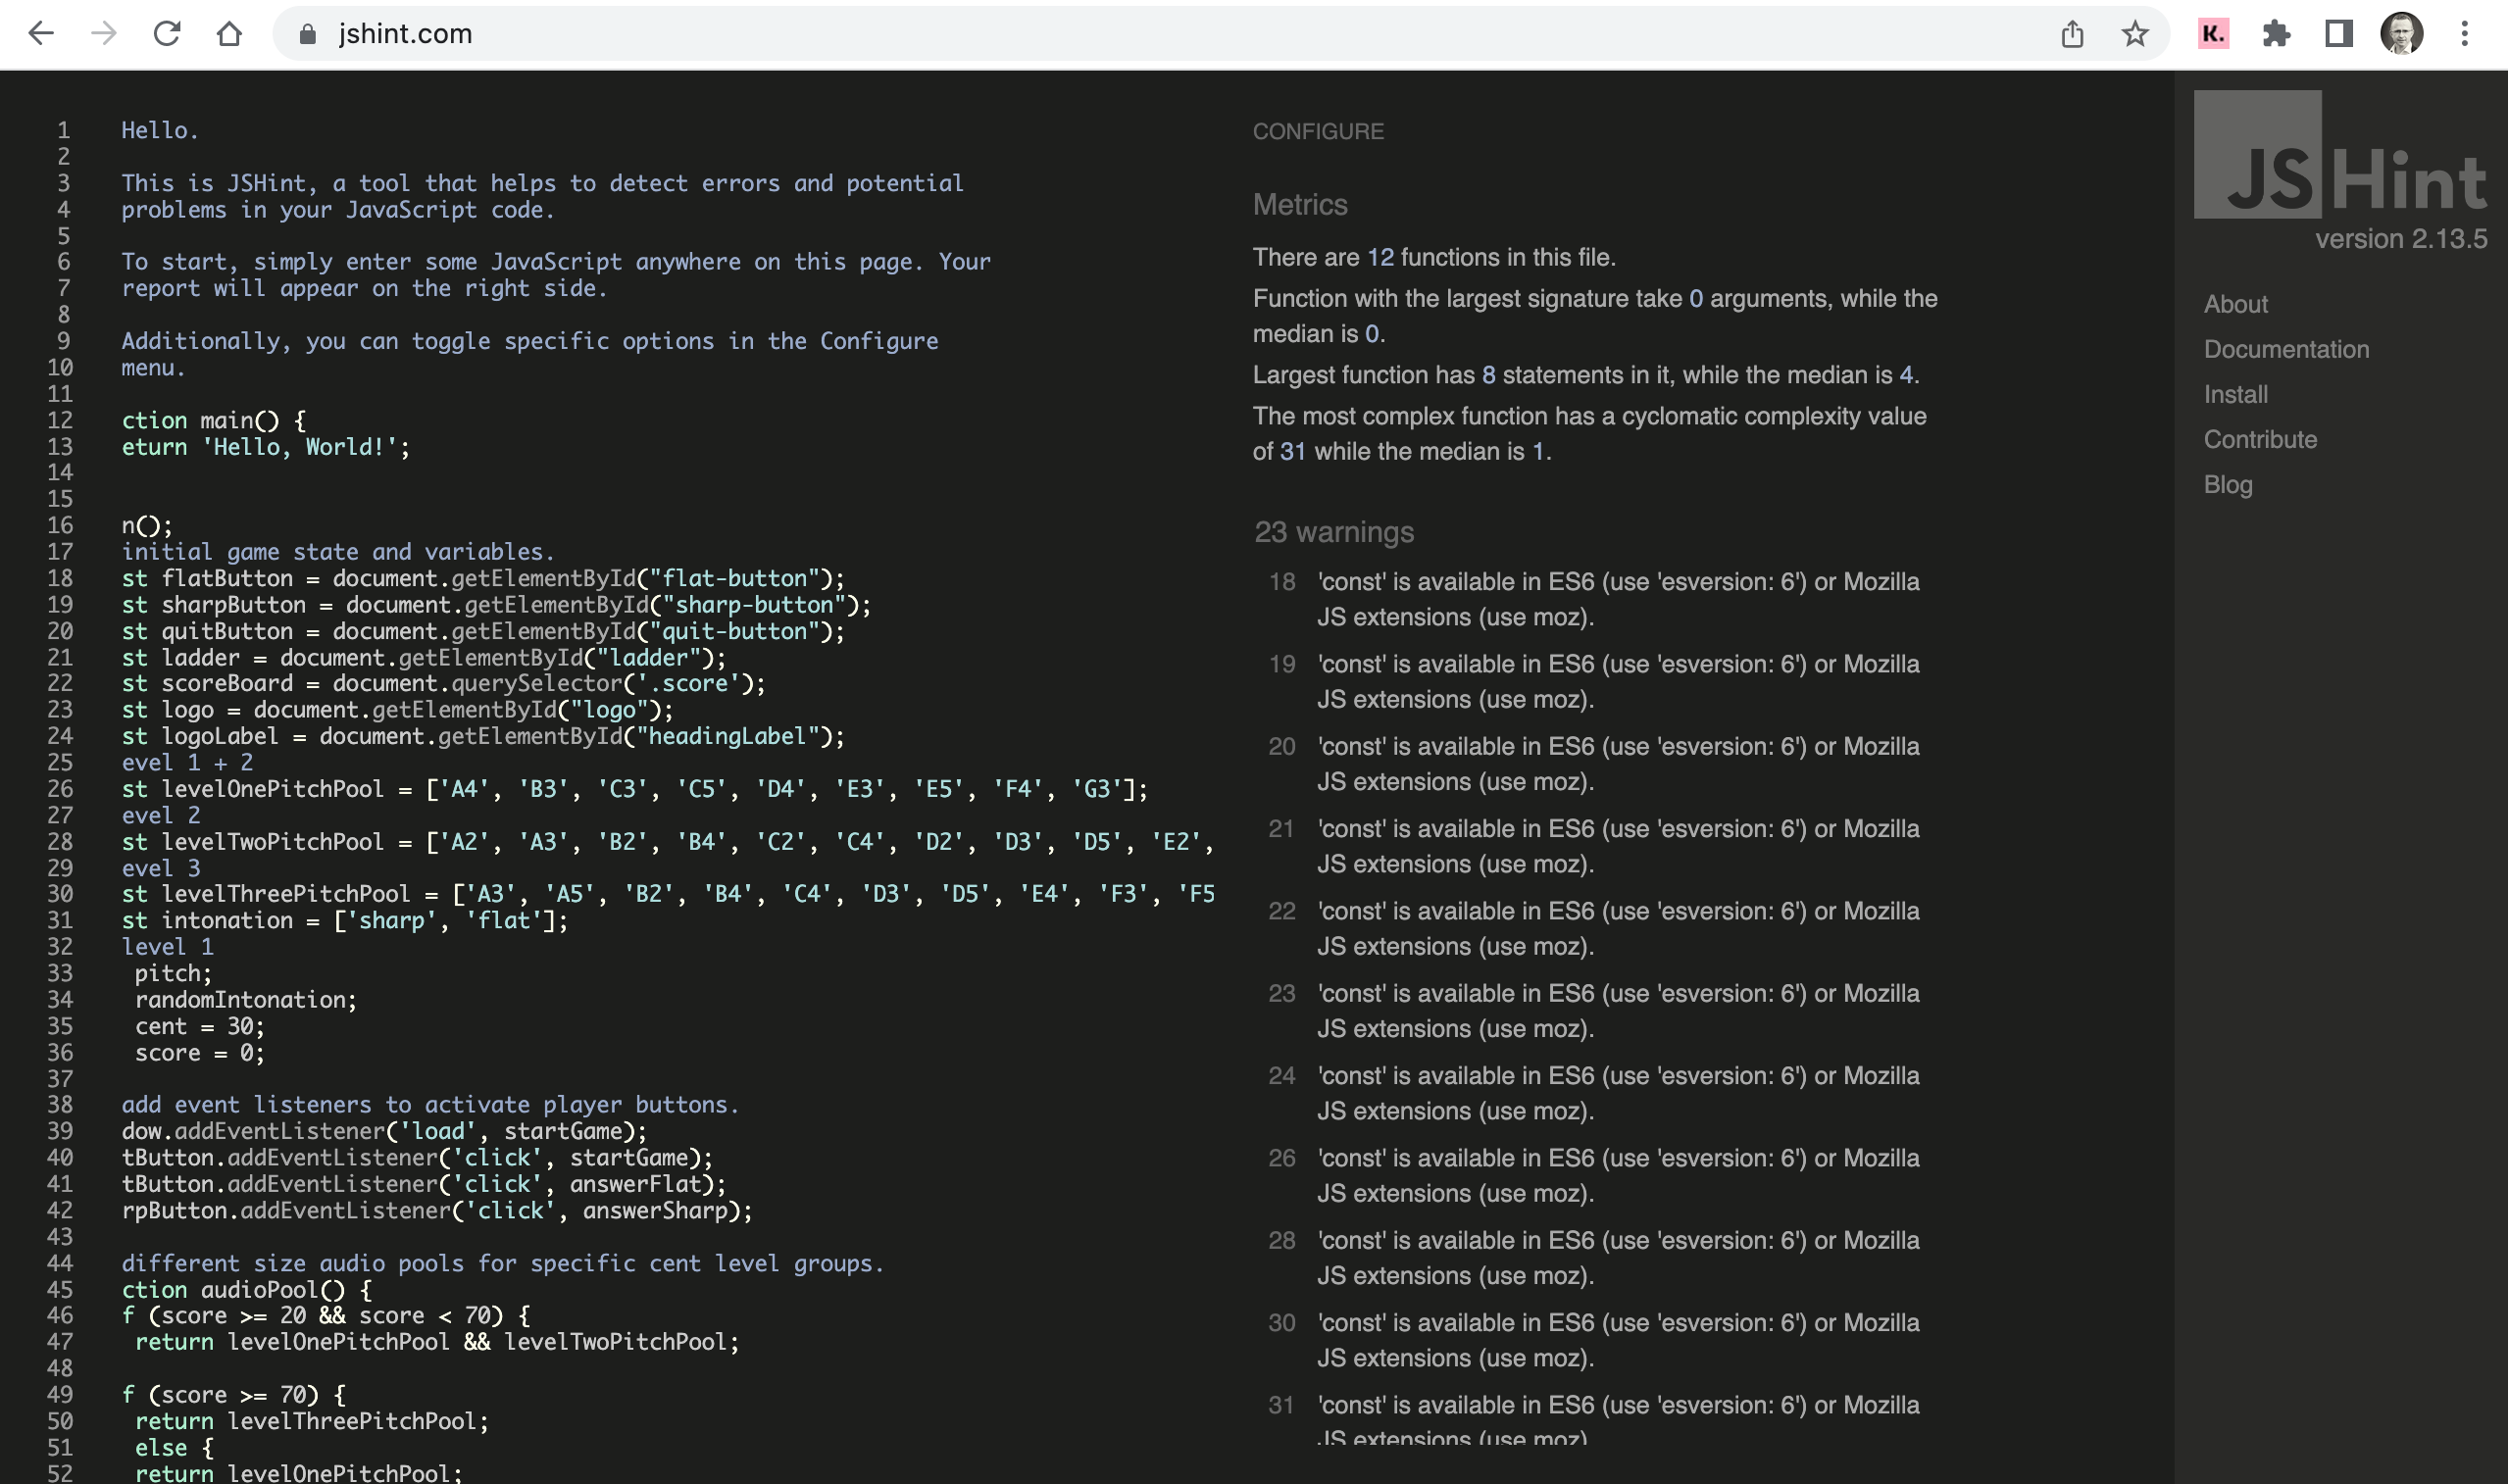 jshint.com
K.
1 Hello.
2
3 This is JSHint, a tool that helps to detect errors and potential
4 problems in your JavaScript code.
5
6 To start, simply enter some JavaScript anywhere on this page. Your
7 report will appear on the right side.
8
9 Additionally, you can toggle specific options in the Configure
10 menu.
11
12 ction main() {
13 eturn 'Hello, World!';
14
15
16 n();
17 initial game state and variables.
18 st flatButton = document.getElementById("flat-button");
19 st sharpButton = document.getElementById("sharp-button");
20 st quitButton = document.getElementById("quit-button");
21 st ladder = document.getElementById("ladder");
22 st scoreBoard = document.querySelector('.score');
23 st logo = document.getElementById("logo");
24 st logoLabel = document.getElementById("headingLabel");
25 evel 1 + 2
26 st levelOnePitchPool = ['A4', 'B3', 'C3', 'C5', 'D4', 'E3', 'E5', 'F4', 'G3'];
27 evel 2
28 st levelTwoPitchPool = ['A2', 'A3', 'B2', 'B4', 'C2', 'C4', 'D2', 'D3', 'D5', 'E2',
29 evel 3
30 st levelThreePitchPool = ['A3', 'A5', 'B2', 'B4', 'C4', 'D3', 'D5', 'E4', 'F3', 'F5
31 st intonation = ['sharp', 'flat'];
32 level 1
33 pitch;
34 randomIntonation;
35 cent = 30;
36 score = 0;
37
38 add event listeners to activate player buttons.
39 dow.addEventListener('load', startGame);
40 tButton.addEventListener('click', startGame);
41 tButton.addEventListener('click', answerFlat);
42 rpButton.addEventListener('click', answerSharp);
43
44 different size audio pools for specific cent level groups.
45 ction audioPool() {
46 f (score >= 20 && score < 70) {
47 return levelOnePitchPool && levelTwoPitchPool;
48
49 f (score >= 70) {
50 return levelThreePitchPool;
51 else {
52 return levelOnePitchPool;
CONFIGURE
Metrics
There are 12 functions in this file.
Function with the largest signature take 0 arguments, while the
median is 0.
Largest function has 8 statements in it, while the median is 4.
The most complex function has a cyclomatic complexity value
of 31 while the median is 1.
23 warnings
18 'const' is available in ES6 (use 'esversion: 6') or Mozilla
JS extensions (use moz).
19 'const' is available in ES6 (use 'esversion: 6') or Mozilla
JS extensions (use moz).
20 'const' is available in ES6 (use 'esversion: 6') or Mozilla
JS extensions (use moz).
21 'const' is available in ES6 (use 'esversion: 6') or Mozilla
JS extensions (use moz).
22 'const' is available in ES6 (use 'esversion: 6') or Mozilla
JS extensions (use moz).
23 'const' is available in ES6 (use 'esversion: 6') or Mozilla
JS extensions (use moz).
24 'const' is available in ES6 (use 'esversion: 6') or Mozilla
JS extensions (use moz).
26 'const' is available in ES6 (use 'esversion: 6') or Mozilla
JS extensions (use moz).
28 'const' is available in ES6 (use 'esversion: 6') or Mozilla
JS extensions (use moz).
30 'const' is available in ES6 (use 'esversion: 6') or Mozilla
JS extensions (use moz).
31 'const' is available in ES6 (use 'esversion: 6') or Mozilla
JS extensions (use moz)
JSHint
version 2.13.5
About
Documentation
Install
Contribute
Blog